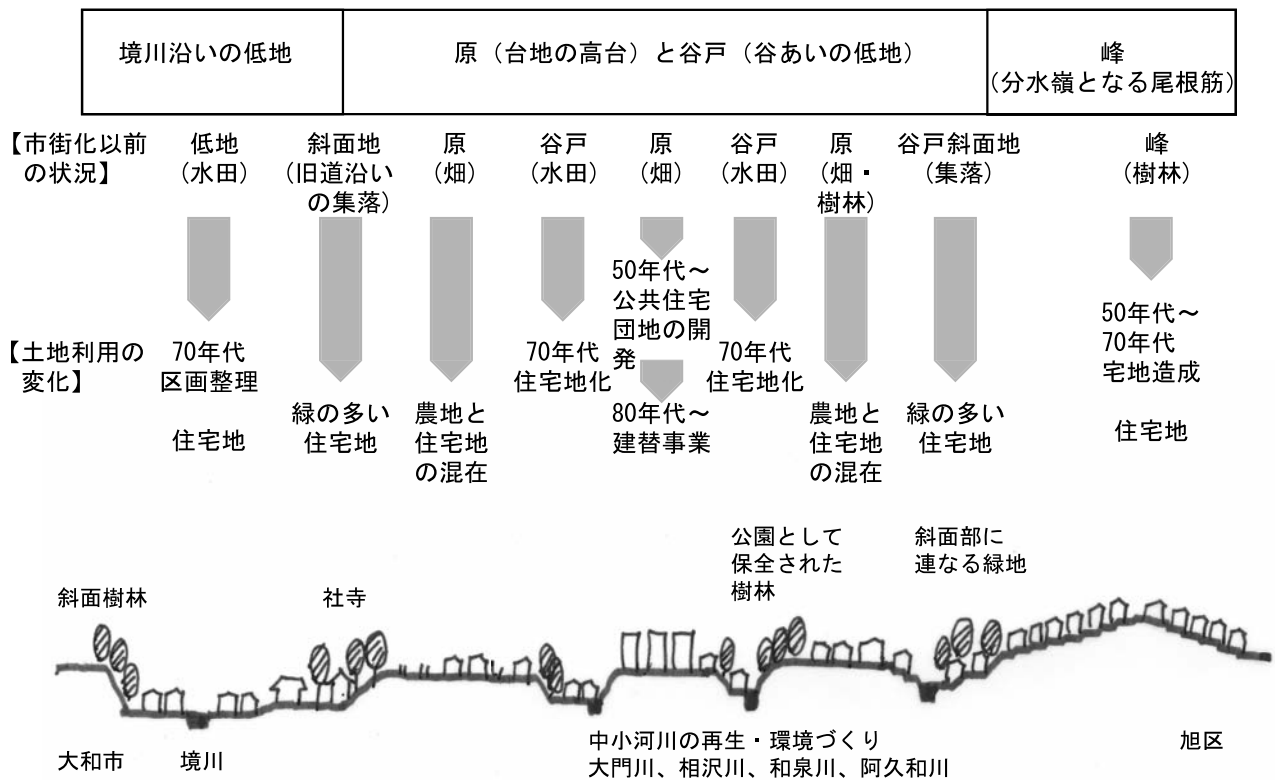 境川沿いの低地
原（台地の高台）と谷戸（谷あいの低地）
峰
（分水嶺となる尾根筋）
【市街化以前
の状況】
低地
（水田）
斜面地
（旧道沿い
の集落）
原
（畑）
谷戸
（水田）
原
（畑）
谷戸
（水田）
原
（畑・
樹林）
谷戸斜面地
（集落）
峰
（樹林）
【土地利用の
変化】
70年代
区画整理
住宅地
緑の多い
住宅地
農地と
住宅地
の混在
70年代
住宅地化
50年代～
公共住宅
団地の開
発
80年代～
建替事業
70年代
住宅地化
農地と
住宅地
の混在
緑の多い
住宅地
50年代～
70年代
宅地造成
住宅地
斜面樹林
社寺
公園として
保全された
樹林
斜面部に
連なる緑地
大和市
境川
中小河川の再生・環境づくり
大門川、相沢川、和泉川、阿久和川
旭区